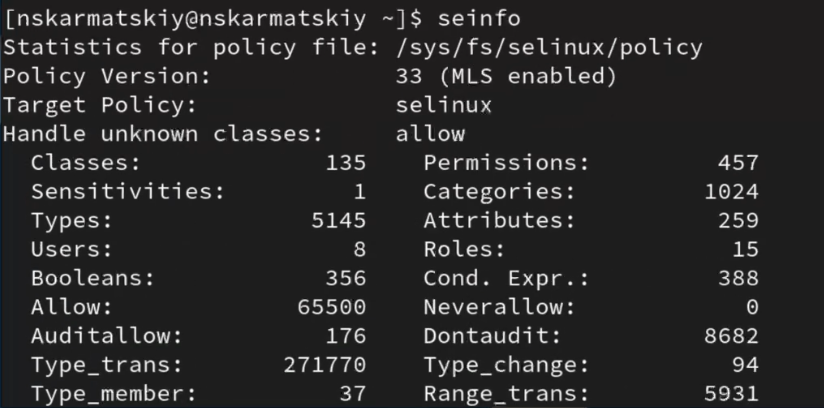 [nskarmatskiy@nskarmatskiy ~]$ seinfo
Statistics for policy file: /sys/fs/selinux/policy
Policy Version: 33 (MLS enabled)
Target Policy: selinux
Handle unknown classes: allow
Classes: 135 Permissions: 457
Sensitivities: 1 Categories: 1024
Types: 5145 Attributes: 259
Users: 8 Roles: 15
Booleans: 356 Cond. Expr.: 388
Allow: 65500 Neverallow: 0
Auditallow: 176 Dontaudit: 8682
Type_trans: 271770 Type_change: 94
Type_member: 37 Range_trans: 5931